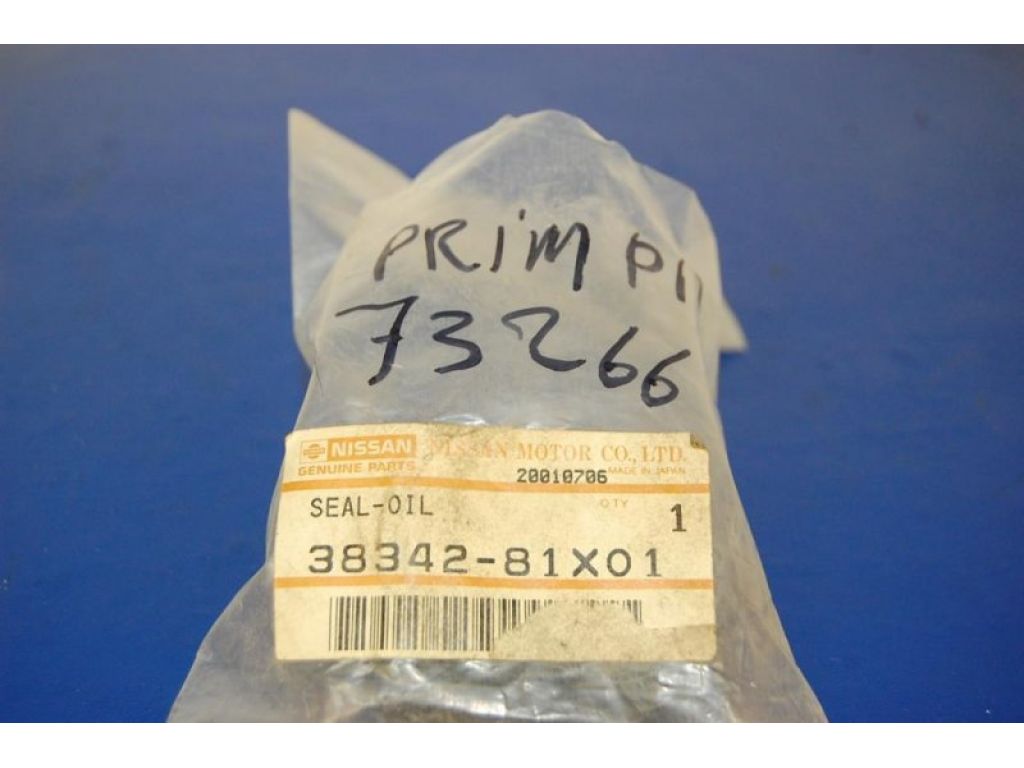 PRIM P11
73266
NISSAN NISSAN MOTOR CO., LTD.
GENUINE PARTS 20010706 MADE IN JAPAN
SEAL-OIL QTY 1
38342-81X01